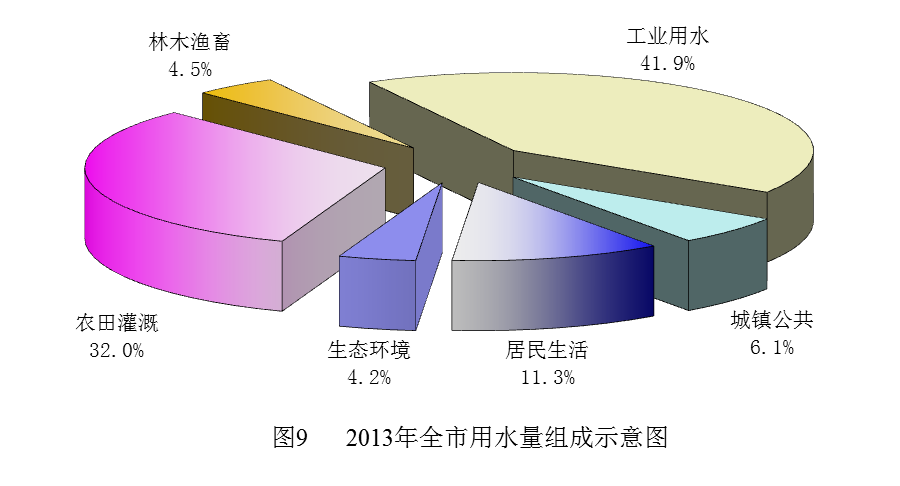 林木渔畜
4.5%
工业用水
41.9%
农田灌溉
32.0%
生态环境
4.2%
居民生活
11.3%
城镇公共
6.1%
图9 2013年全市用水量组成示意图